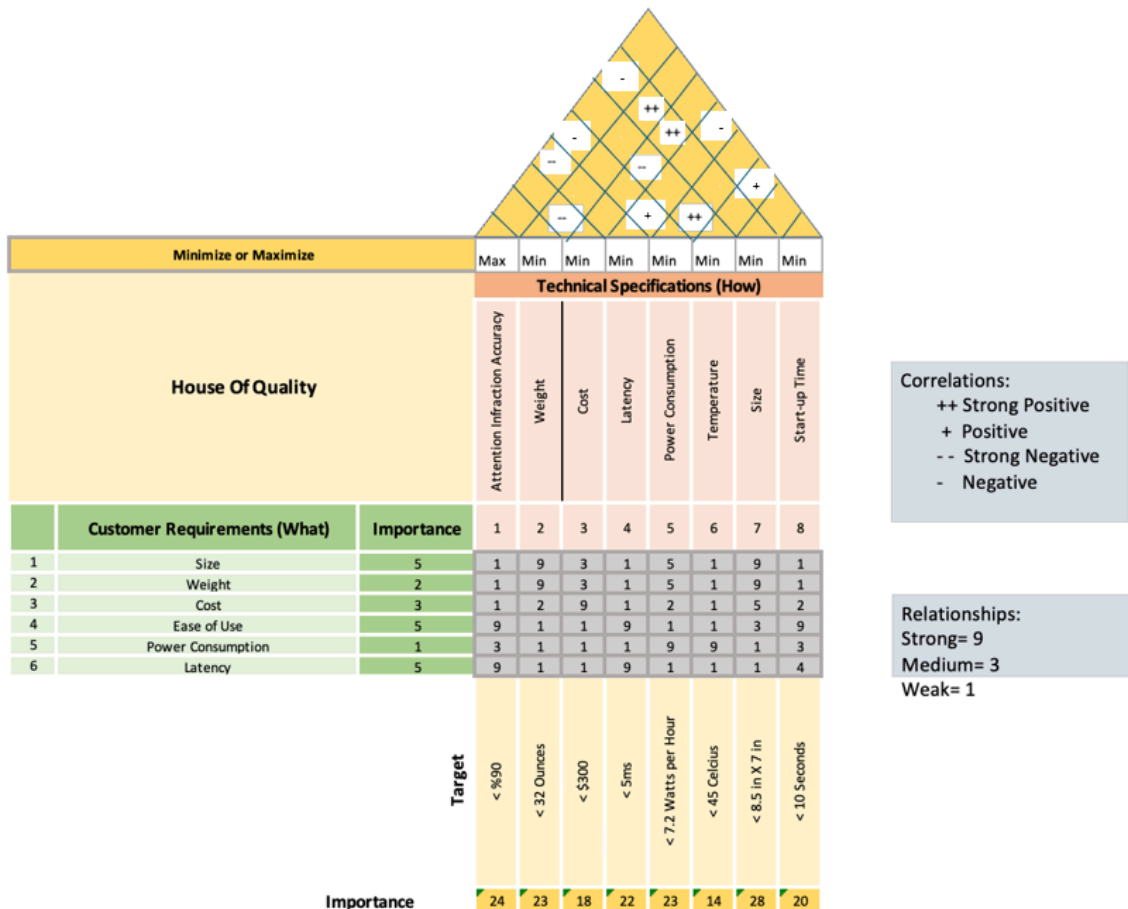 -
++
++
-
-
--
--
+
--
+
++
Minimize or Maximize
Max Min Min Min Min Min Min Min
Technical Specifications (How)
House Of Quality
Attention Infraction Accuracy
Weight
Cost
Latency
Power Consumption
Temperature
Size
Start-up Time
Correlations:
++ Strong Positive
+ Positive
- - Strong Negative
- Negative
Customer Requirements (What) Importance 1 2 3 4 5 6 7 8
1 Size 5 1 9 3 1 5 1 9 1
2 Weight 2 1 9 3 1 5 1 9 1
3 Cost 3 1 2 9 1 2 1 5 2
4 Ease of Use 5 9 1 1 9 1 1 3 9
5 Power Consumption 1 3 1 1 1 9 9 1 3
6 Latency 5 9 1 1 9 1 1 1 4
Relationships:
Strong= 9
Medium= 3
Weak= 1
Target
< %90
< 32 Ounces
< $300
< 5ms
< 7.2 Watts per Hour
< 45 Celcius
< 8.5 in X 7 in
< 10 Seconds
Importance 24 23 18 22 23 14 28 20